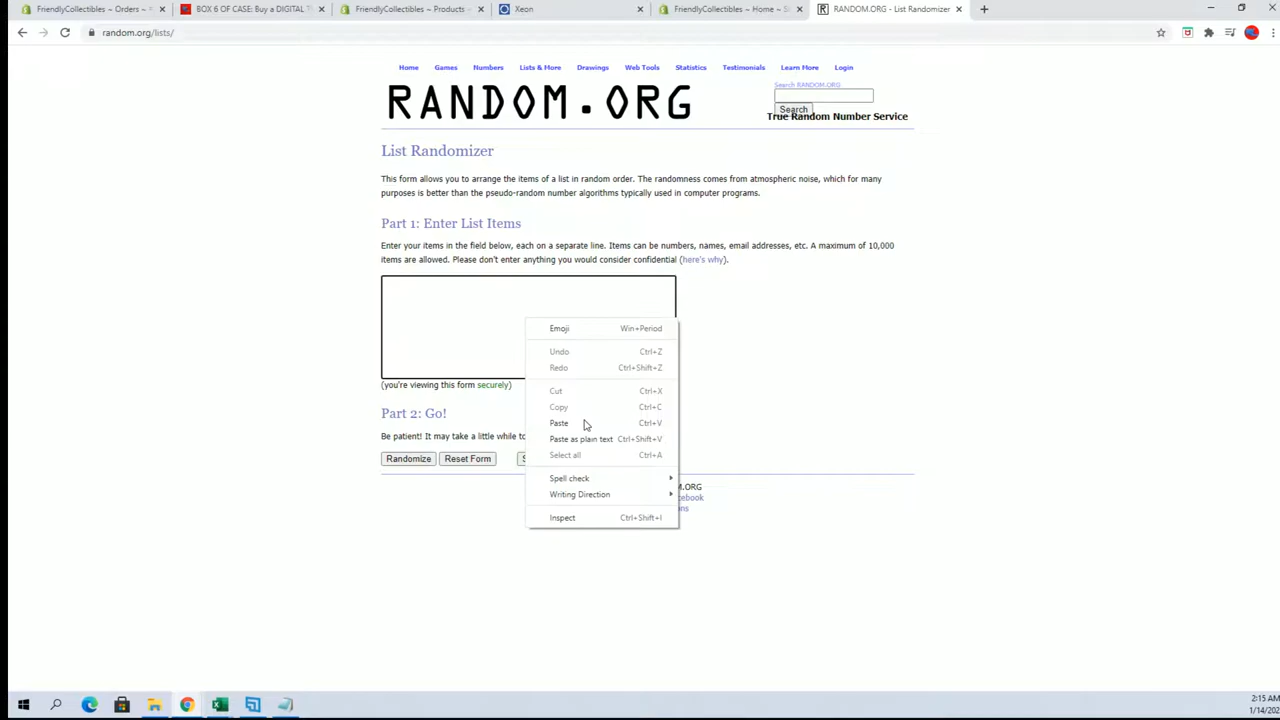 FriendlyCollectibles ~ Orders ~
BOX 6 OF CASE: Buy a DIGITAL T
FriendlyCollectibles ~ Products ~
Xeon
FriendlyCollectibles ~ Home ~ S
RANDOM.ORG - List Randomizer
random.org/lists/
Home Games Numbers Lists & More Drawings Web Tools Statistics Testimonials Learn More Login
RANDOM.ORG
Search RANDOM.ORG
Search
True Random Number Service
List Randomizer
This form allows you to arrange the items of a list in random order. The randomness comes from atmospheric noise, which for many
purposes is better than the pseudo-random number algorithms typically used in computer programs.
Part 1: Enter List Items
Enter your items in the field below, each on a separate line. Items can be numbers, names, email addresses, etc. A maximum of 10,000
items are allowed. Please don't enter anything you would consider confidential (here's why).
Emoji Win+Period
Undo Ctrl+Z
Redo Ctrl+Shift+Z
Cut Ctrl+X
Copy Ctrl+C
Paste Ctrl+V
Paste as plain text Ctrl+Shift+V
Select all Ctrl+A
Spell check
Writing Direction
Inspect Ctrl+Shift+I
(you're viewing this form securely)
Part 2: Go!
Be patient! It may take a little while to
Randomize Reset Form S
M.ORG
cebook
ns
2:15 AM
1/14/202